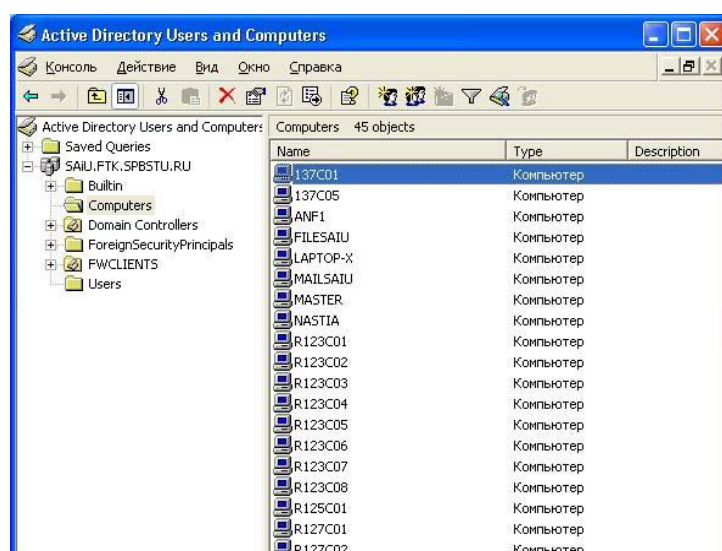 Active Directory Users and Computers
Консоль Действие Вид Окно Справка
Active Directory Users and Computers
Saved Queries
SAiU.FTK.SPBSTU.RU
Builtin
Computers
Domain Controllers
ForeignSecurityPrincipals
FWCLIENTS
Users
Computers 45 objects
Name Type Description
137C01 Компьютер
137C05 Компьютер
ANF1 Компьютер
FILESAIU Компьютер
LAPTOP-X Компьютер
MAILSAIU Компьютер
MASTER Компьютер
NASTIA Компьютер
R123C01 Компьютер
R123C02 Компьютер
R123C03 Компьютер
R123C04 Компьютер
R123C05 Компьютер
R123C06 Компьютер
R123C07 Компьютер
R123C08 Компьютер
R125C01 Компьютер
R127C01 Компьютер
R127C02 Компьютер